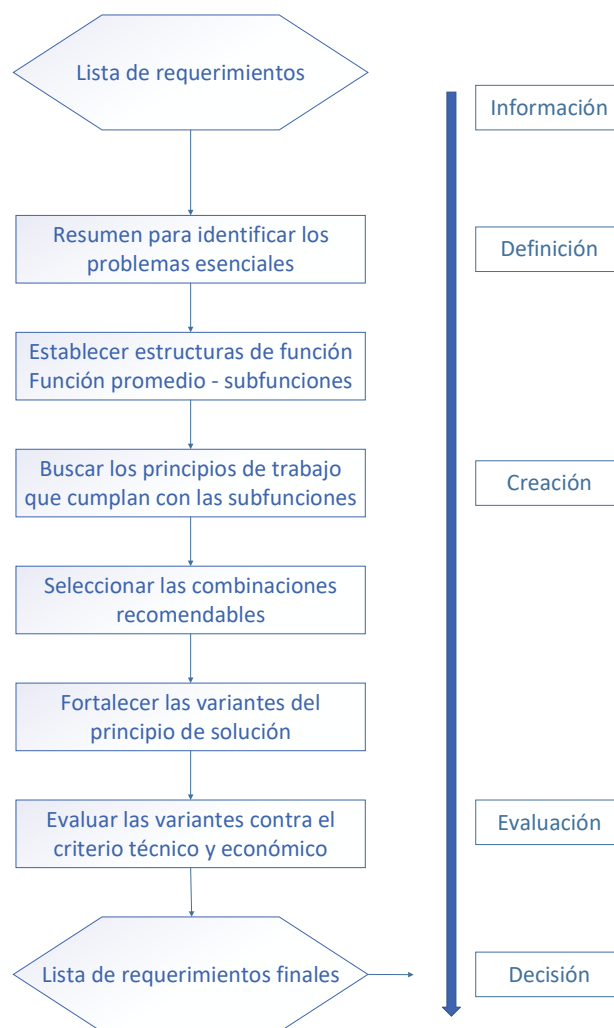 Lista de requerimientos
Información
Resumen para identificar los
problemas esenciales
Definición
Establecer estructuras de función
Función promedio - subfunciones
Buscar los principios de trabajo
que cumplan con las subfunciones
Creación
Seleccionar las combinaciones
recomendables
Fortalecer las variantes del
principio de solución
Evaluar las variantes contra el
criterio técnico y económico
Evaluación
Lista de requerimientos finales
Decisión